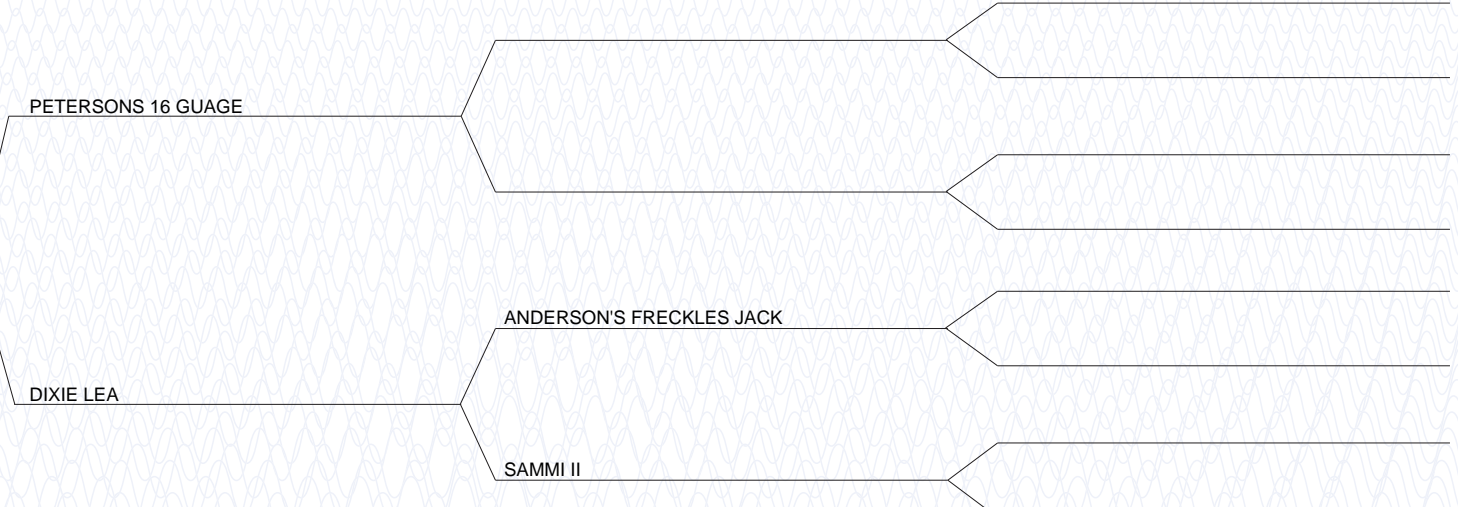 PETERSONS 16 GUAGE
ANDERSON'S FRECKLES JACK
DIXIE LEA
SAMMI II